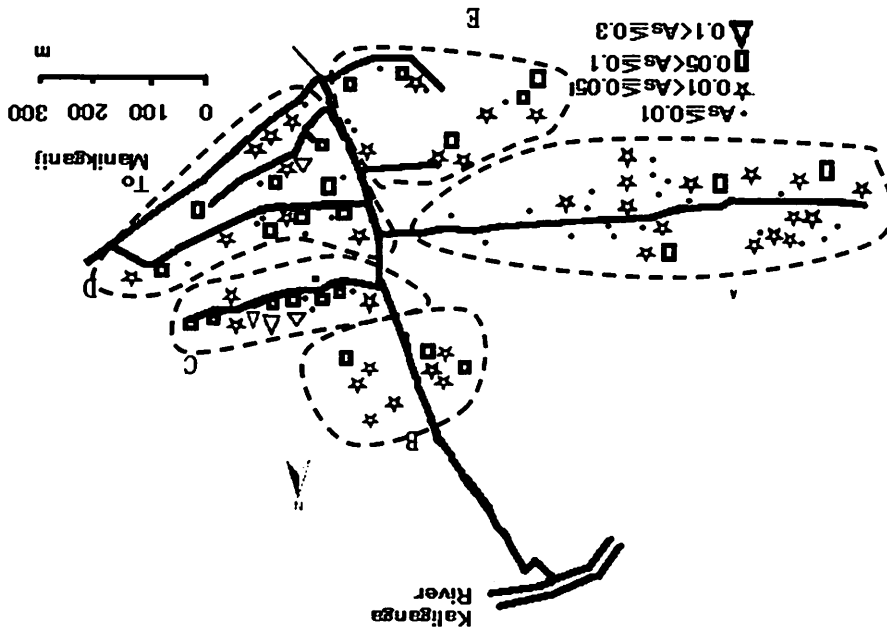 Kaliganga
River
N
B
C
A
D
To
Manikganij
0 100 200 300
m
As≦0.01
0.01<As≦0.05
0.05<As≦0.1
0.1<As≦0.3
E